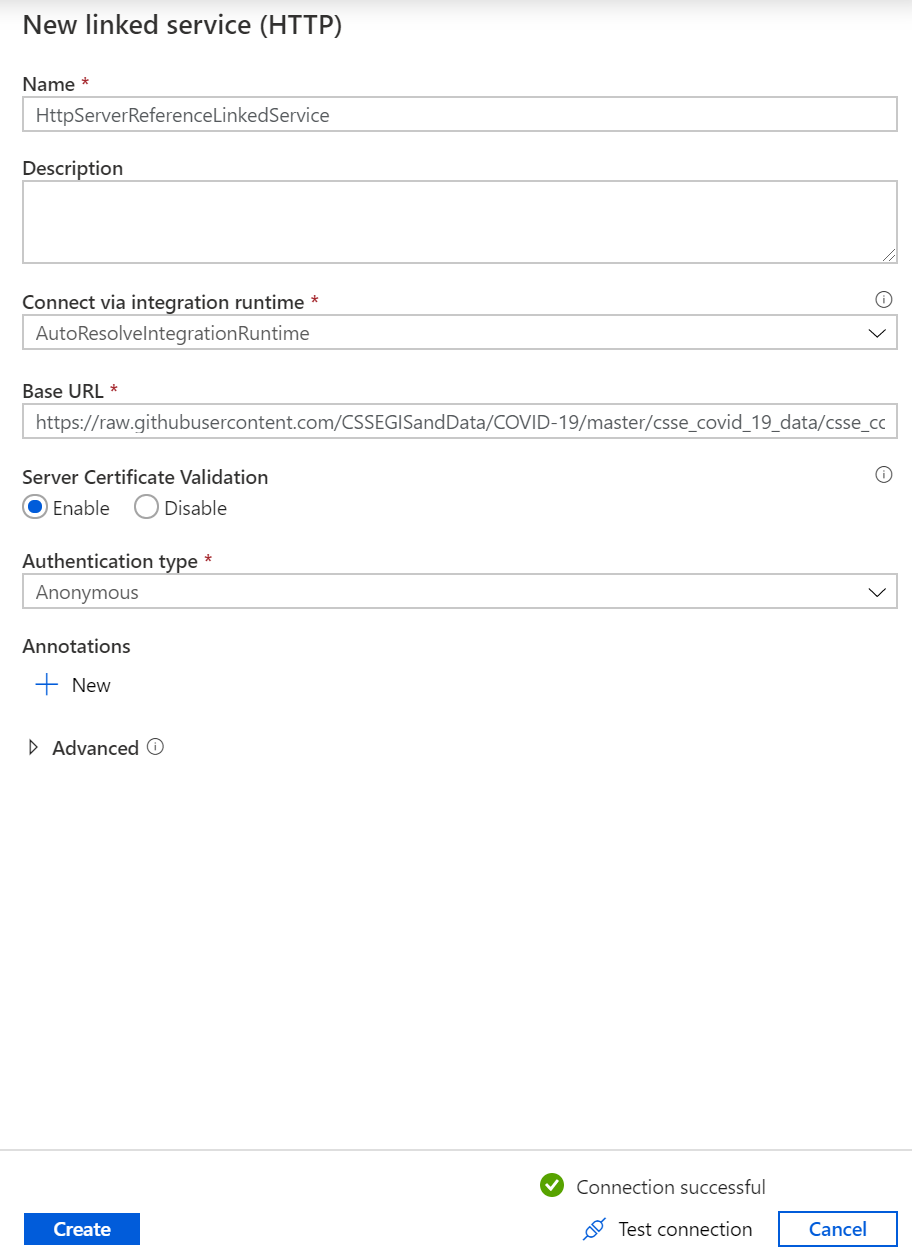 New linked service (HTTP)
Name *
HttpServerReferenceLinkedService
Description
Connect via integration runtime *
AutoResolveIntegrationRuntime
Base URL *
https://raw.githubusercontent.com/CSSEGISandData/COVID-19/master/csse_covid_19_data/csse_cc
Server Certificate Validation
Enable Disable
Authentication type *
Anonymous
Annotations
New
Advanced
Connection successful
Create Test connection Cancel